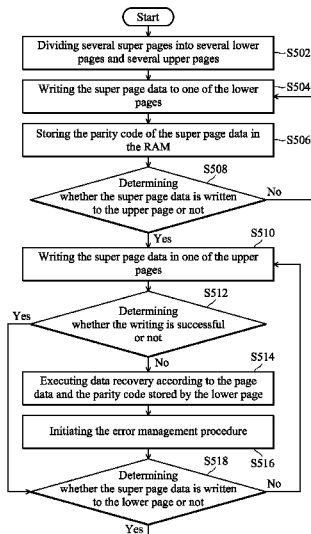 Start
Dividing several super pages into several lower
pages and several upper pages
S502
Writing the super page data to one of the lower
pages
S504
Storing the parity code of the super page data in
the RAM
S506
S508
Determining
whether the super page data is written
to the upper page or not
No
Yes
S510
Writing the super page data in one of the upper
pages
S512
Yes
Determining
whether the writing is successful
or not
No
S514
Executing data recovery according to the page
data and the parity code stored by the lower page
Initiating the error management procedure
S516
S518
Determining
whether the super page data is written
to the lower page or not
No
Yes